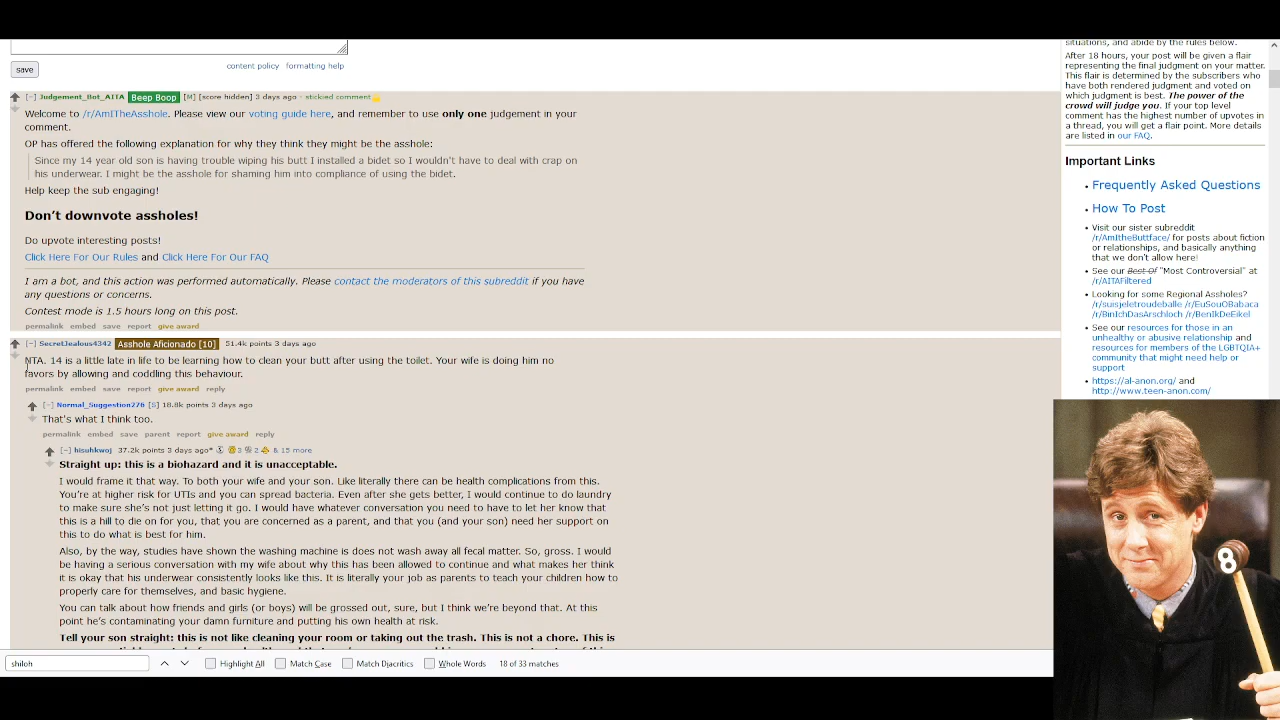 save
content policy formatting help
[−] Judgement_Bot_AITA Beep Boop [M] [score hidden] 3 days ago - stickied comment
Welcome to /r/AmITheAsshole. Please view our voting guide here, and remember to use only one judgement in your
comment.
OP has offered the following explanation for why they think they might be the asshole:
Since my 14 year old son is having trouble wiping his butt I installed a bidet so I wouldn't have to deal with crap on
his underwear. I might be the asshole for shaming him into compliance of using the bidet.
Help keep the sub engaging!
Don't downvote assholes!
Do upvote interesting posts!
Click Here For Our Rules and Click Here For Our FAQ
I am a bot, and this action was performed automatically. Please contact the moderators of this subreddit if you have
any questions or concerns.
Contest mode is 1.5 hours long on this post.
permalink embed save report give award
[−] SecretJealous4342 Asshole Aficionado [10] 51.4k points 3 days ago
NTA. 14 is a little late in life to be learning how to clean your butt after using the toilet. Your wife is doing him no
favors by allowing and coddling this behaviour.
permalink embed save report give award reply
[−] Normal_Suggestion276 [S] 18.8k points 3 days ago
That's what I think too.
permalink embed save parent report give award reply
[−] hisuhkwoj 37.2k points 3 days ago* 3 2 & 15 more
Straight up: this is a biohazard and it is unacceptable.
I would frame it that way. To both your wife and your son. Like literally there can be health complications from this.
You're at higher risk for UTIs and you can spread bacteria. Even after she gets better, I would continue to do laundry
to make sure she's not just letting it go. I would have whatever conversation you need to have to let her know that
this is a hill to die on for you, that you are concerned as a parent, and that you (and your son) need her support on
this to do what is best for him.
Also, by the way, studies have shown the washing machine is does not wash away all fecal matter. So, gross. I would
be having a serious conversation with my wife about why this has been allowed to continue and what makes her think
it is okay that his underwear consistently looks like this. It is literally your job as parents to teach your children how to
properly care for themselves, and basic hygiene.
You can talk about how friends and girls (or boys) will be grossed out, sure, but I think we're beyond that. At this
point he's contaminating your damn furniture and putting his own health at risk.
Tell your son straight: this is not like cleaning your room or taking out the trash. This is not a chore. This is
shiloh Highlight All Match Case Match Diacritics Whole Words 18 of 33 matches
situations, and abide by the rules below.
After 18 hours, your post will be given a flair
representing the final judgment on your matter.
This flair is determined by the subscribers who
have both rendered judgment and voted on
which judgment is best. The power of the
crowd will judge you. If your top level
comment has the highest number of upvotes in
a thread, you will get a flair point. More details
are listed in our FAQ.
Important Links
Frequently Asked Questions
How To Post
Visit our sister subreddit
/r/AmItheButtface/ for posts about fiction
or relationships, and basically anything
that we don't allow here!
See our Best Of "Most Controversial" at
/r/AITAFiltered
Looking for some Regional Assholes?
/r/suisjeletroudeballe /r/EuSouOBabaca
/r/BinIchDasArschloch /r/BenIkDeEikel
See our resources for those in an
unhealthy or abusive relationship and
resources for members of the LGBTQIA+
community that might need help or
support
https://al-anon.org/ and
http://www.teen-anon.com/
8